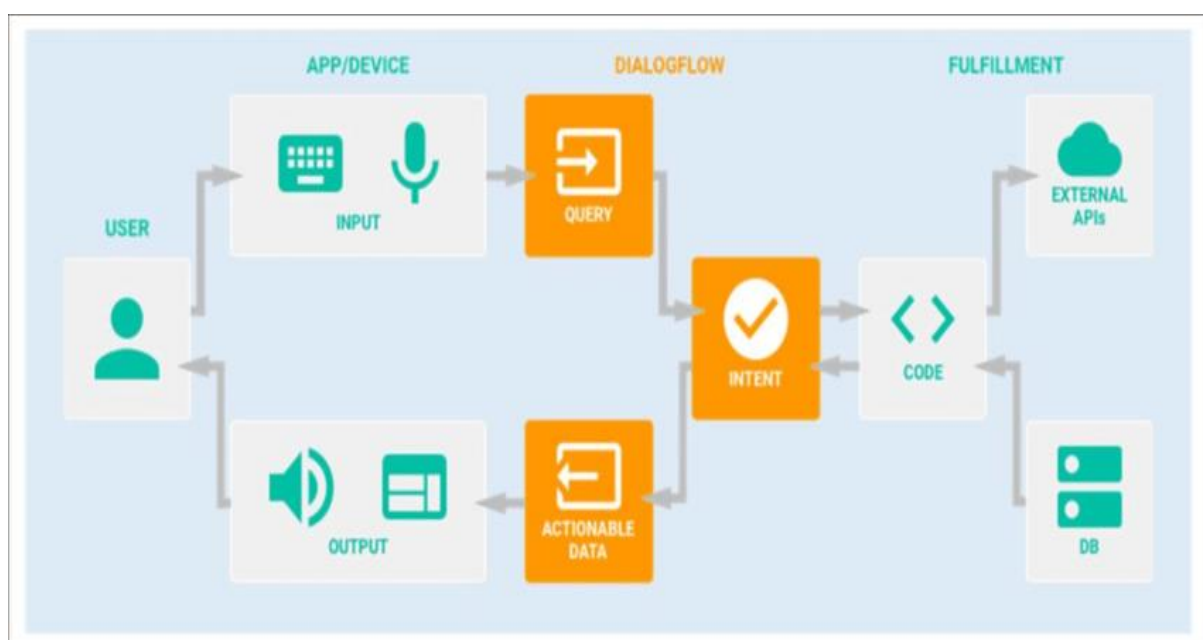 APP/DEVICE
DIALOGFLOW
FULFILLMENT
INPUT
QUERY
EXTERNAL
APIs
USER
INTENT
CODE
OUTPUT
ACTIONABLE
DATA
DB